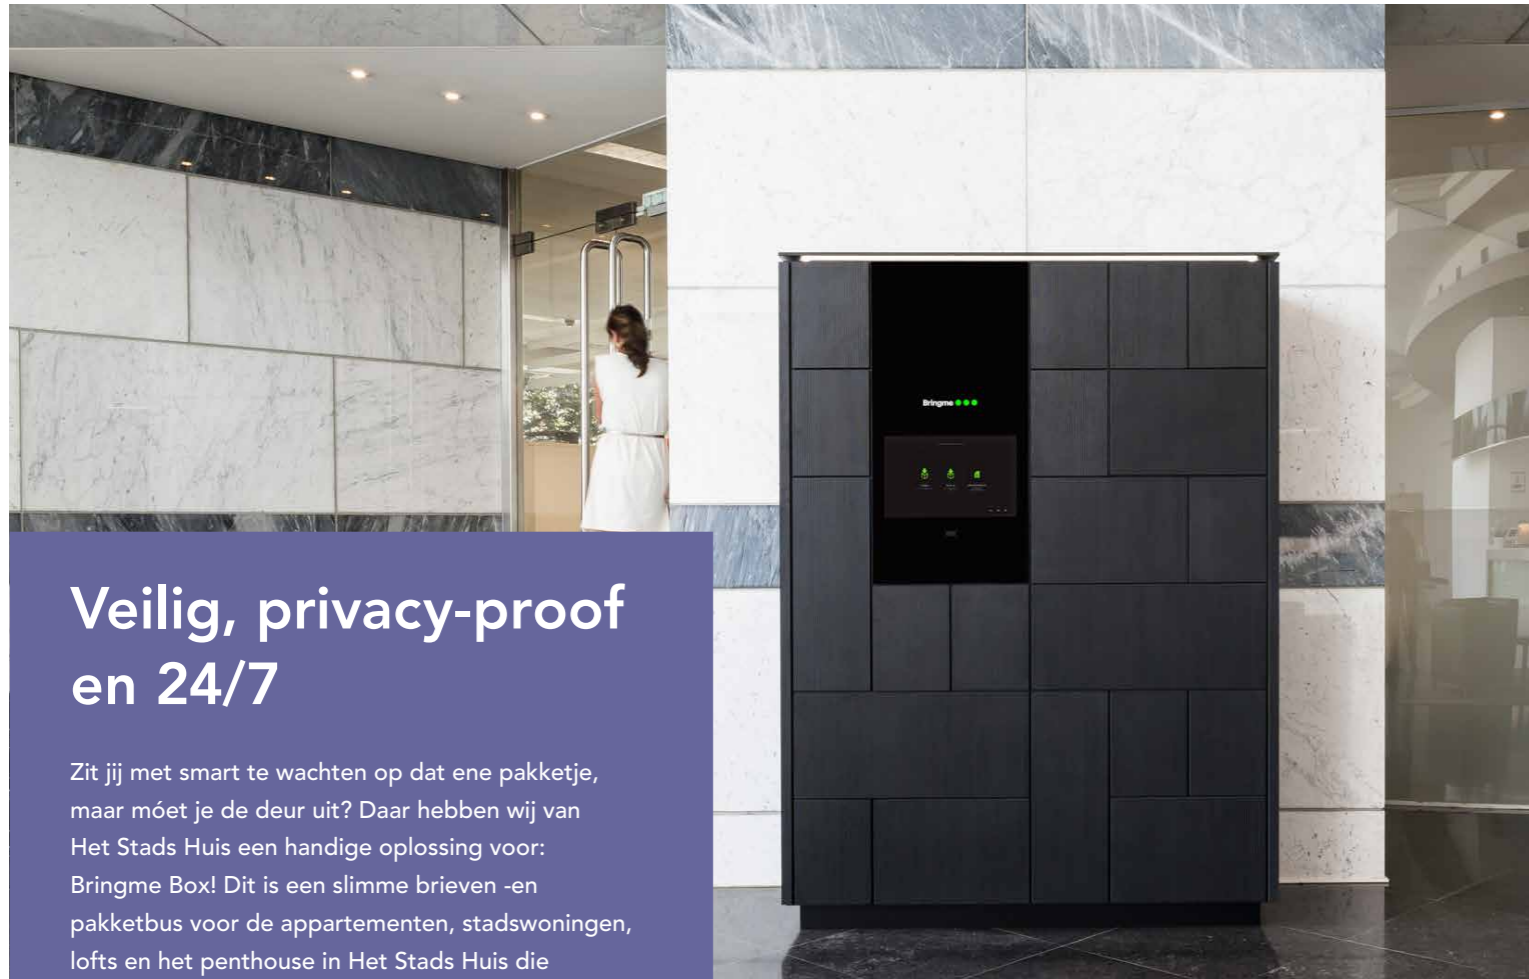 Bringme
Veilig, privacy-proof
en 24/7
Zit jij met smart te wachten op dat ene pakketje,
maar móet je de deur uit? Daar hebben wij van
Het Stads Huis een handige oplossing voor:
Bringme Box! Dit is een slimme brieven -en
pakketbus voor de appartementen, stadswoningen,
lofts en het penthouse in Het Stads Huis die